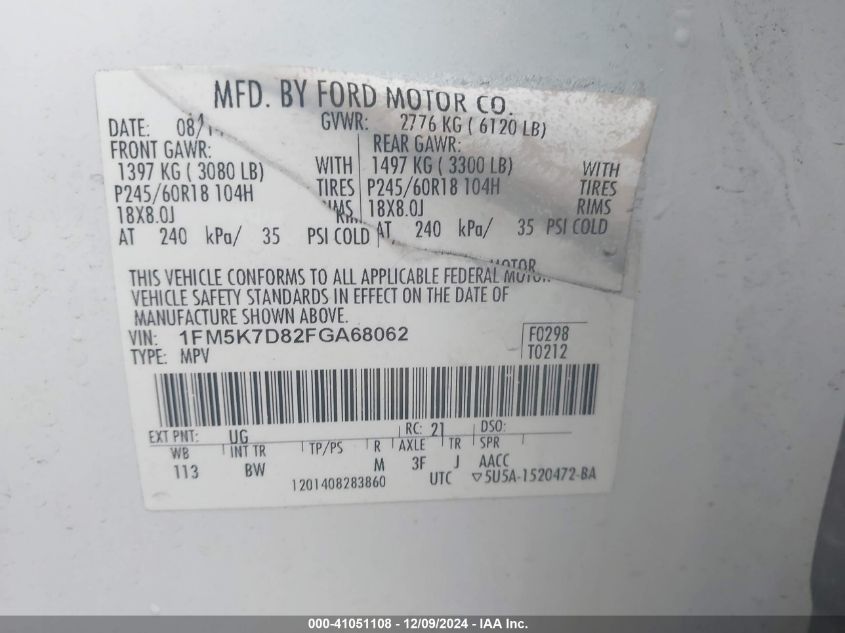 MFD. BY FORD MOTOR CO.
DATE: 08/ GVWR: 2776 KG ( 6120 LB)
FRONT GAWR: REAR GAWR:
1397 KG ( 3080 LB) WITH 1497 KG ( 3300 LB) WITH
P245/60R18 104H TIRES P245/60R18 104H TIRES
18X8.0J RIMS 18X8.0J RIMS
AT 240 kPa/ 35 PSI COLD AT 240 kPa/ 35 PSI COLD
THIS VEHICLE CONFORMS TO ALL APPLICABLE FEDERAL MOTOR
VEHICLE SAFETY STANDARDS IN EFFECT ON THE DATE OF
MANUFACTURE SHOWN ABOVE.
VIN: 1FM5K7D82FGA68062 F0298
TYPE: MPV T0212
EXT PNT: UG RC: 21 DSO:
WB INT TR TP/PS R AXLE TR SPR
113 BW M 3F J AACC
1201408283860 UTC ▽5U5A-1520472-BA
000-41051108 - 12/09/2024 - IAA Inc.